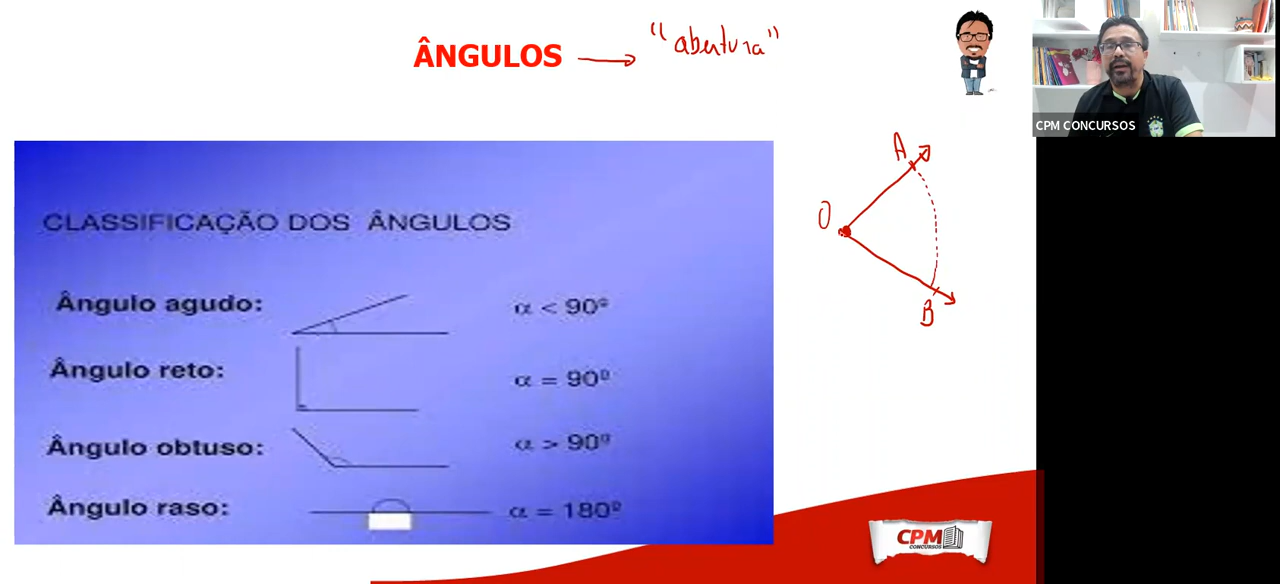 ÂNGULOS
"abertura"
CPM CONCURSOS
CLASSIFICAÇÃO DOS ÂNGULOS
Ângulo agudo: α < 90º
Ângulo reto: α = 90º
Ângulo obtuso: α > 90º
Ângulo raso: α = 180º
A
O
B
CPM
CONCURSOS